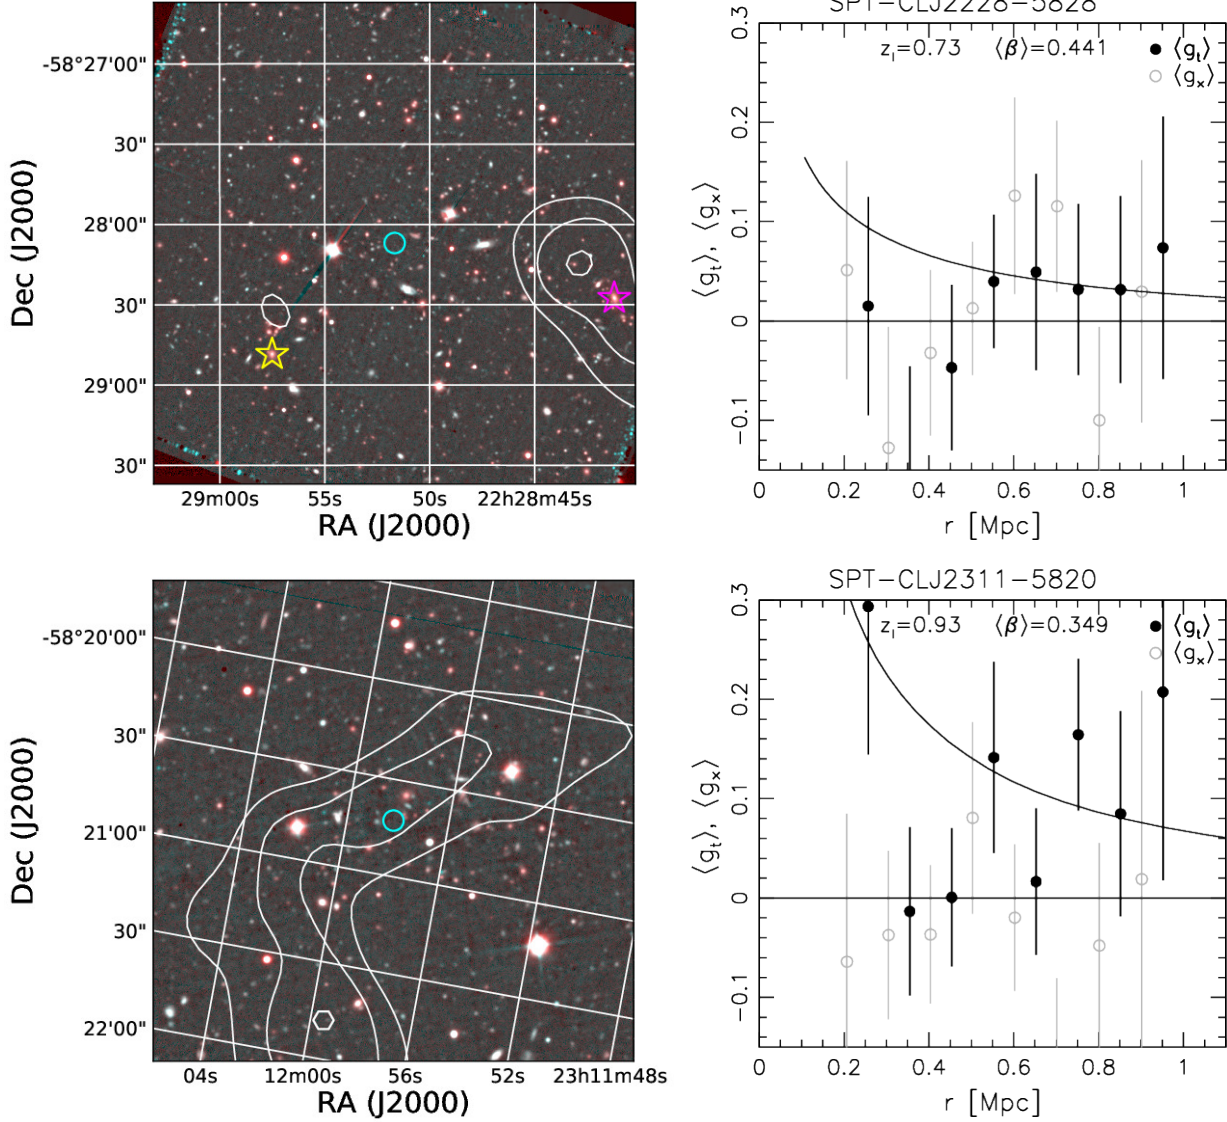 SPT-CLJ2228-5828
-58°27'00"
30"
28'00"
30"
29'00"
30"
Dec (J2000)
29m00s 55s 50s 22h28m45s
RA (J2000)
z_l=0.73 ⟨β⟩=0.441
⟨g_t⟩
⟨g_x⟩
⟨g_t⟩, ⟨g_x⟩
0.3
0.2
0.1
0
-0.1
0 0.2 0.4 0.6 0.8 1
r [Mpc]
SPT-CLJ2311-5820
-58°20'00"
30"
21'00"
30"
22'00"
Dec (J2000)
04s 12m00s 56s 52s 23h11m48s
RA (J2000)
z_l=0.93 ⟨β⟩=0.349
⟨g_t⟩
⟨g_x⟩
⟨g_t⟩, ⟨g_x⟩
0.3
0.2
0.1
0
-0.1
0 0.2 0.4 0.6 0.8 1
r [Mpc]